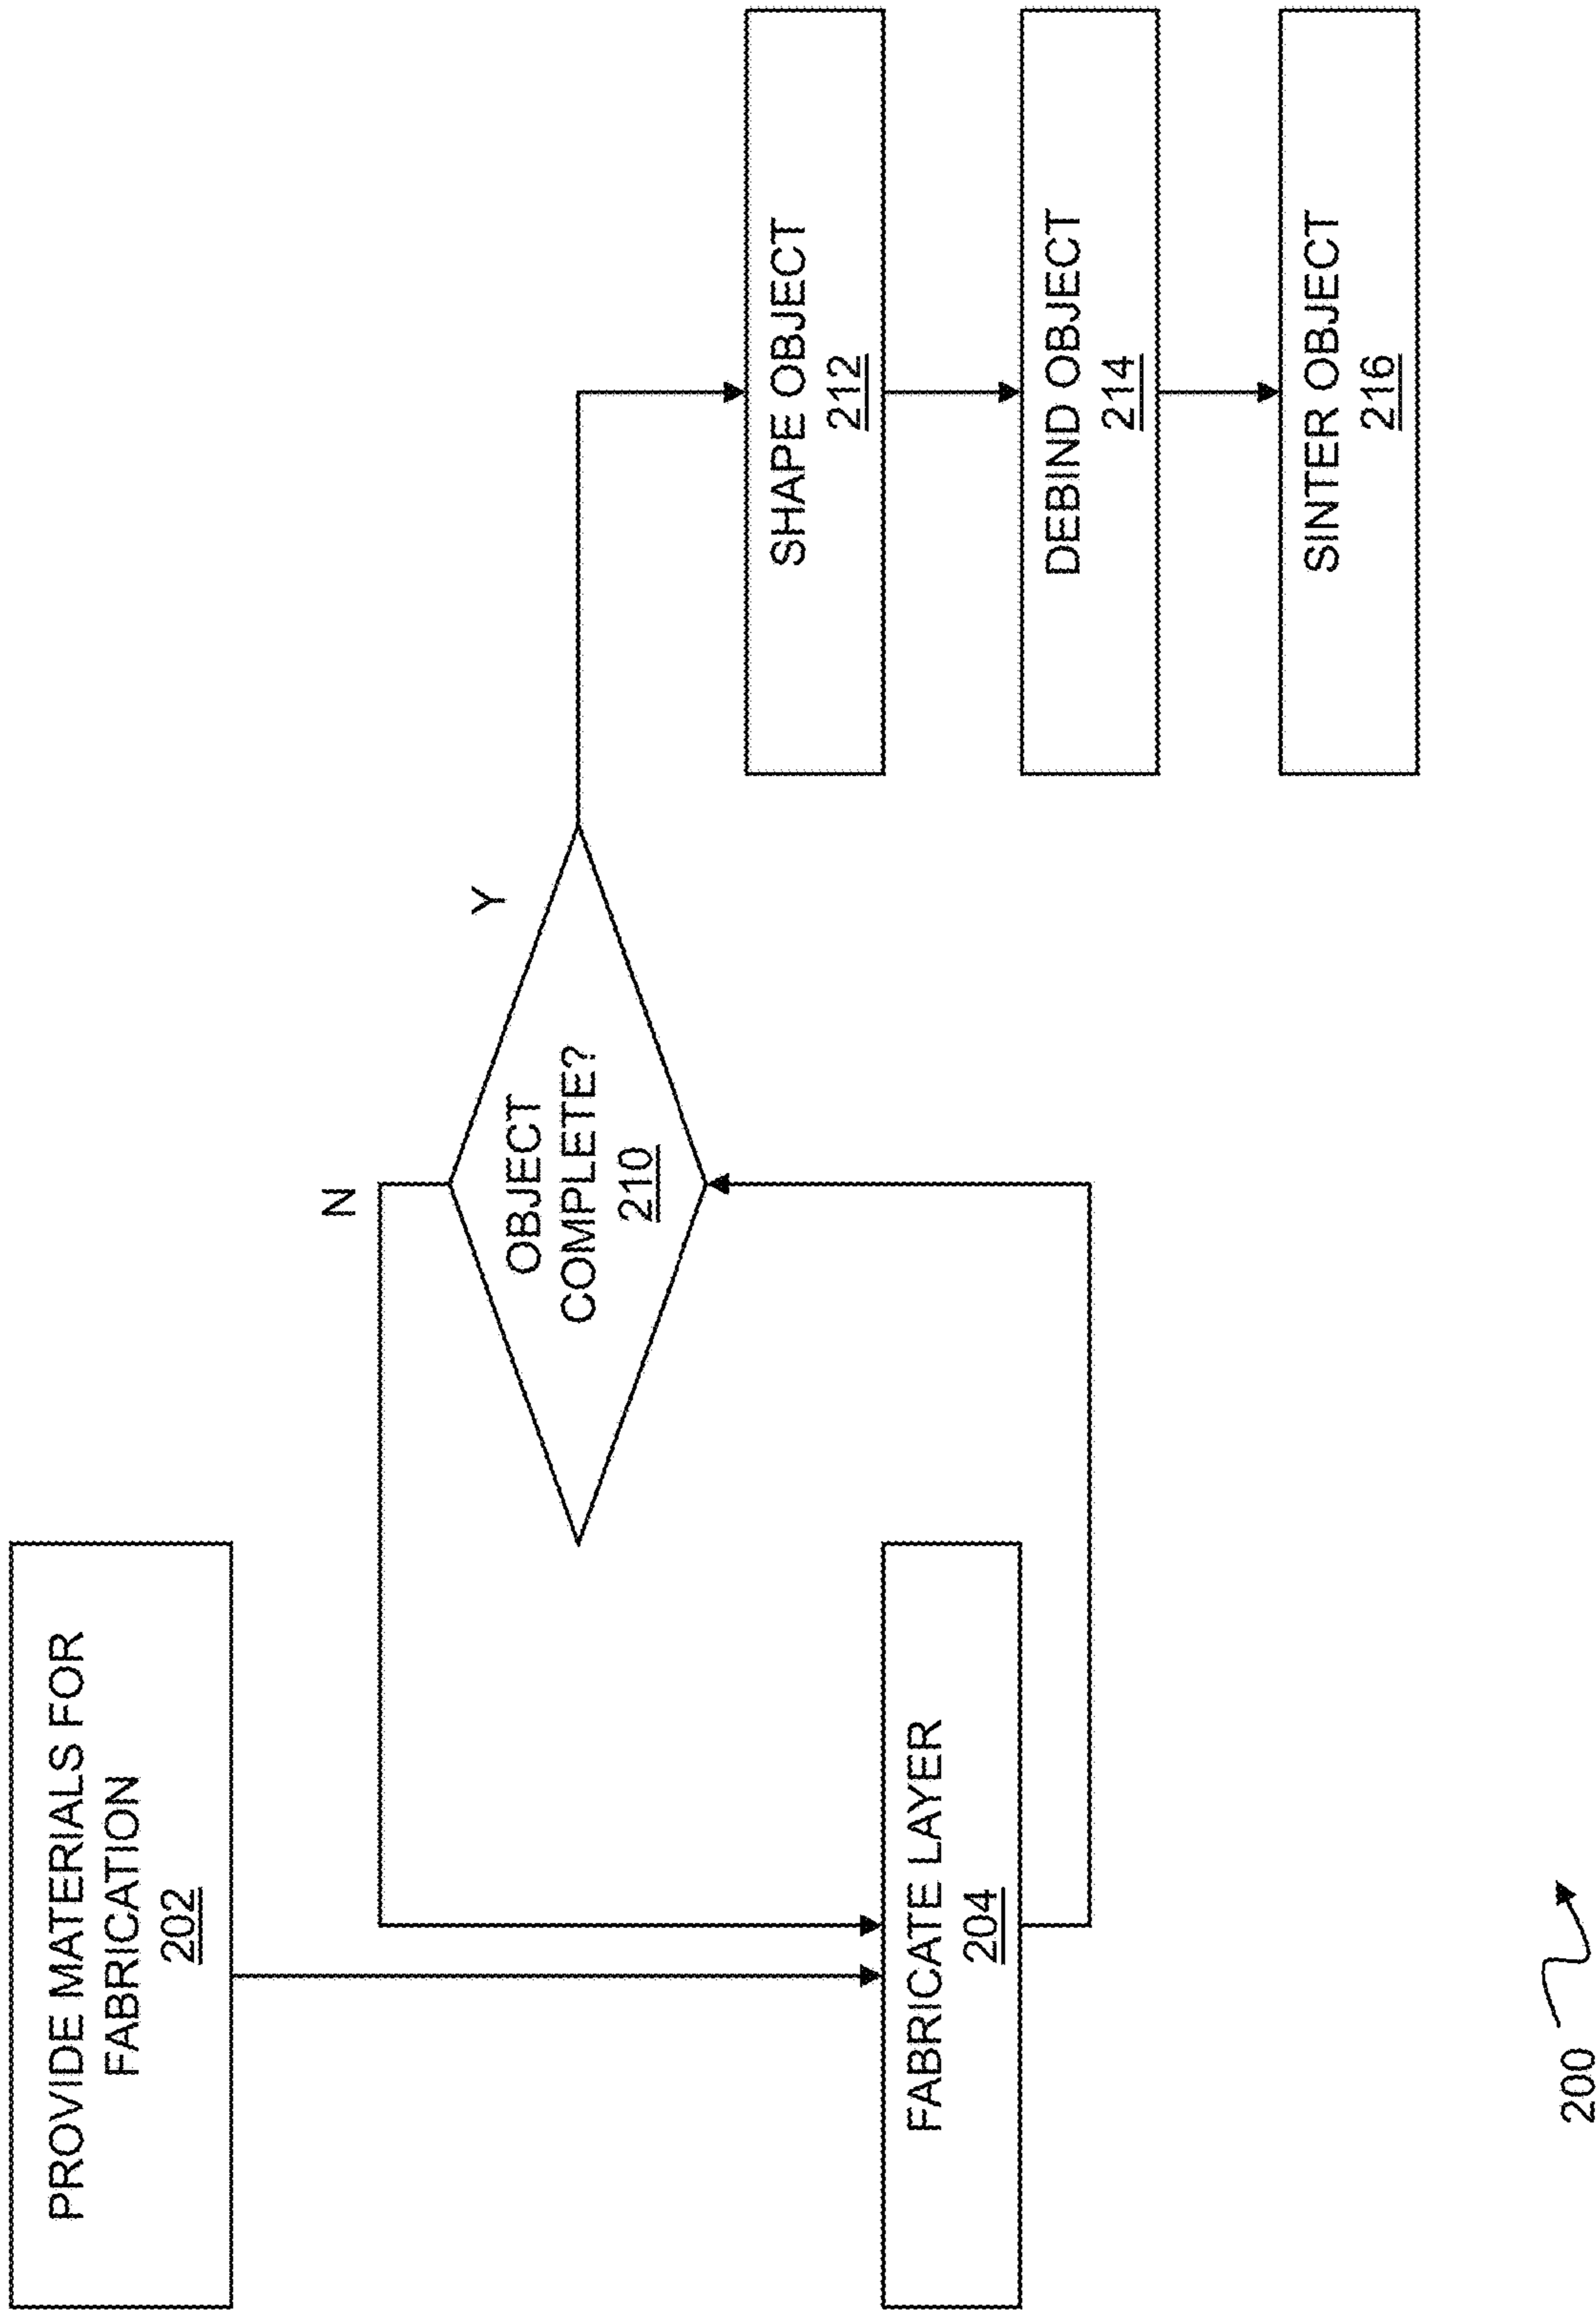 PROVIDE MATERIALS FOR
FABRICATION
202
FABRICATE LAYER
204
N
OBJECT
COMPLETE?
210
Y
SHAPE OBJECT
212
DEBIND OBJECT
214
SINTER OBJECT
216
200